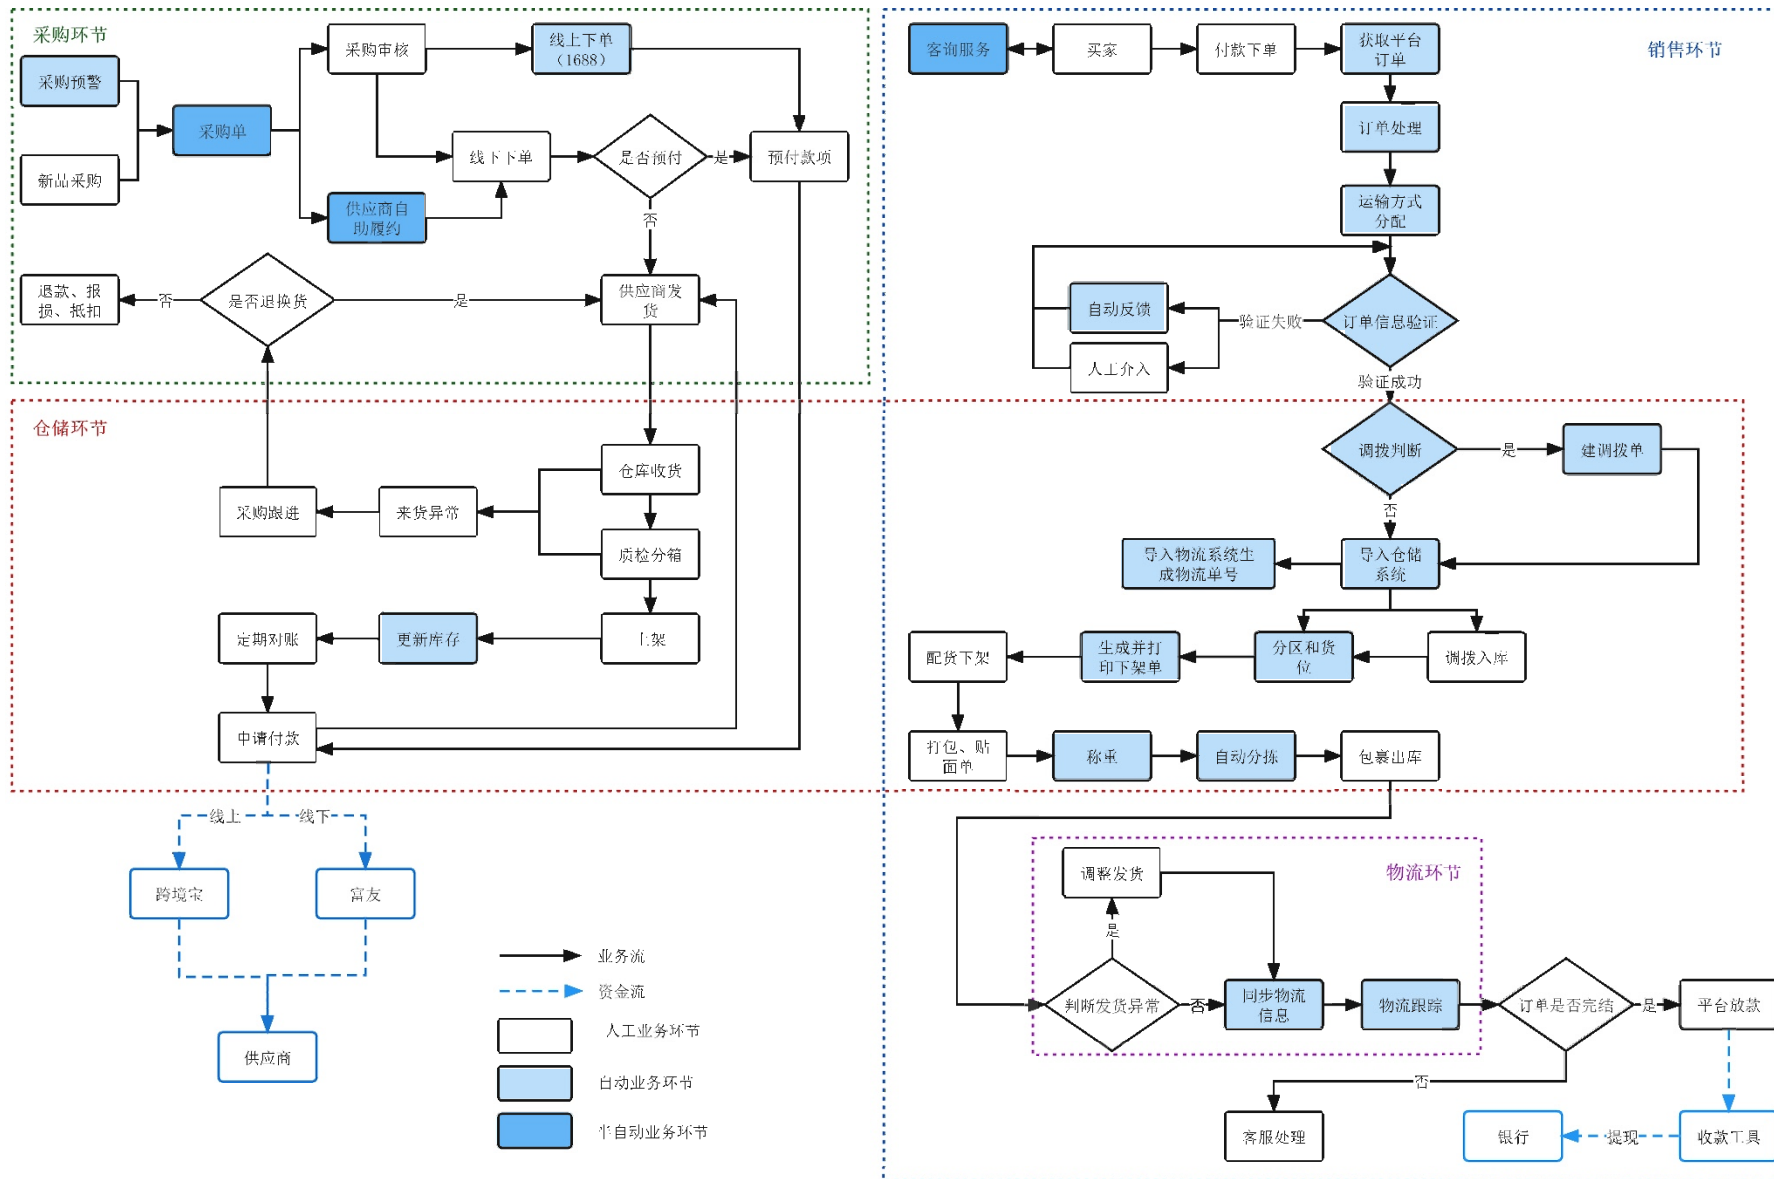 采购环节
采购预警
新品采购
采购单
采购审核
线上下单
（1688）
线下下单
供应商自
助履约
是否预付
是
预付款项
否
退款、报
损、抵扣
否
是否退换货
是
供应商发
货
仓储环节
仓库收货
采购跟进
来货异常
质检分箱
定期对账
更新库存
上架
申请付款
线上
线下
跨境宝
富友
供应商
业务流
资金流
人工业务环节
自动业务环节
半自动业务环节
销售环节
客询服务
买家
付款下单
获取平台
订单
订单处理
运输方式
分配
自动反馈
验证失败
订单信息验证
人工介入
验证成功
调拨判断
是
建调拨单
否
导入物流系统生
成物流单号
导入仓储
系统
配货下架
生成并打
印下架单
分区和货
位
调拨入库
打包、贴
面单
称重
自动分拣
包裹出库
物流环节
调整发货
是
判断发货异常
否
同步物流
信息
物流跟踪
订单是否完结
是
平台放款
否
客服处理
银行
提现
收款工具